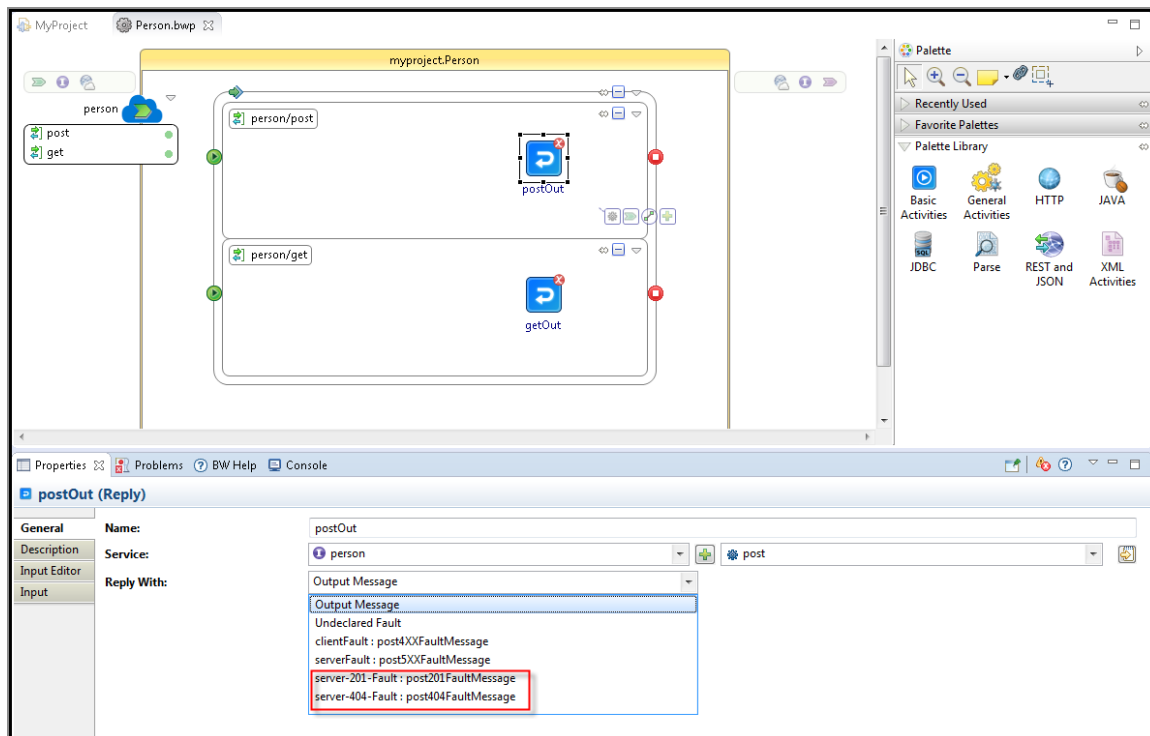 MyProject Person.bwp
myproject.Person
person
post
get
person/post
postOut
person/get
getOut
Palette
Recently Used
Favorite Palettes
Palette Library
Basic Activities
General Activities
HTTP
JAVA
SQL
JDBC
Parse
REST and JSON
XML Activities
Properties Problems BW Help Console
postOut (Reply)
General
Description
Input Editor
Input
Name: postOut
Service: person post
Reply With: Output Message
Output Message
Undeclared Fault
clientFault : post4XXFaultMessage
serverFault : post5XXFaultMessage
server-201-Fault : post201FaultMessage
server-404-Fault : post404FaultMessage